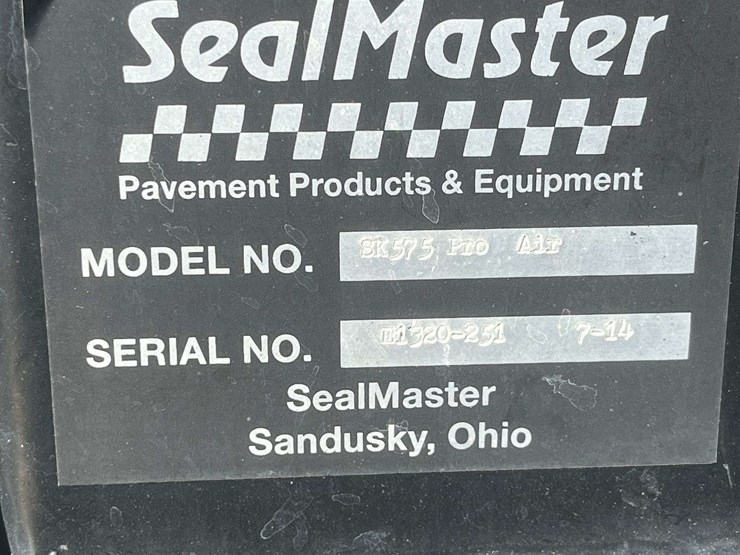 SealMaster
Pavement Products & Equipment
MODEL NO. SK575 Pro Air
SERIAL NO. 7-14
SealMaster
Sandusky, Ohio